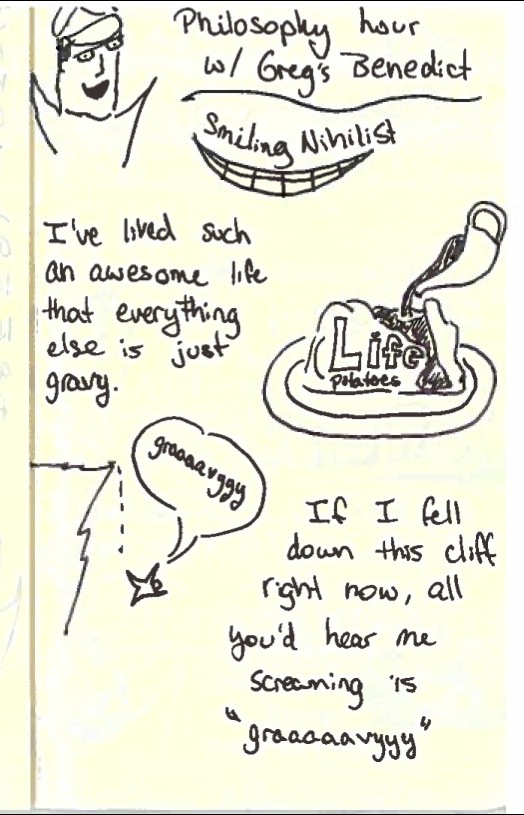 Philosophy hour
w/ Greg's Benedict
Smiling Nihilist
I've lived such
an awesome life
that everything
else is just
gravy.
Life
Potatoes
graaaavyyy
If I fell
down this cliff
right now, all
you'd hear me
screaming is
"graaaaavyyy"